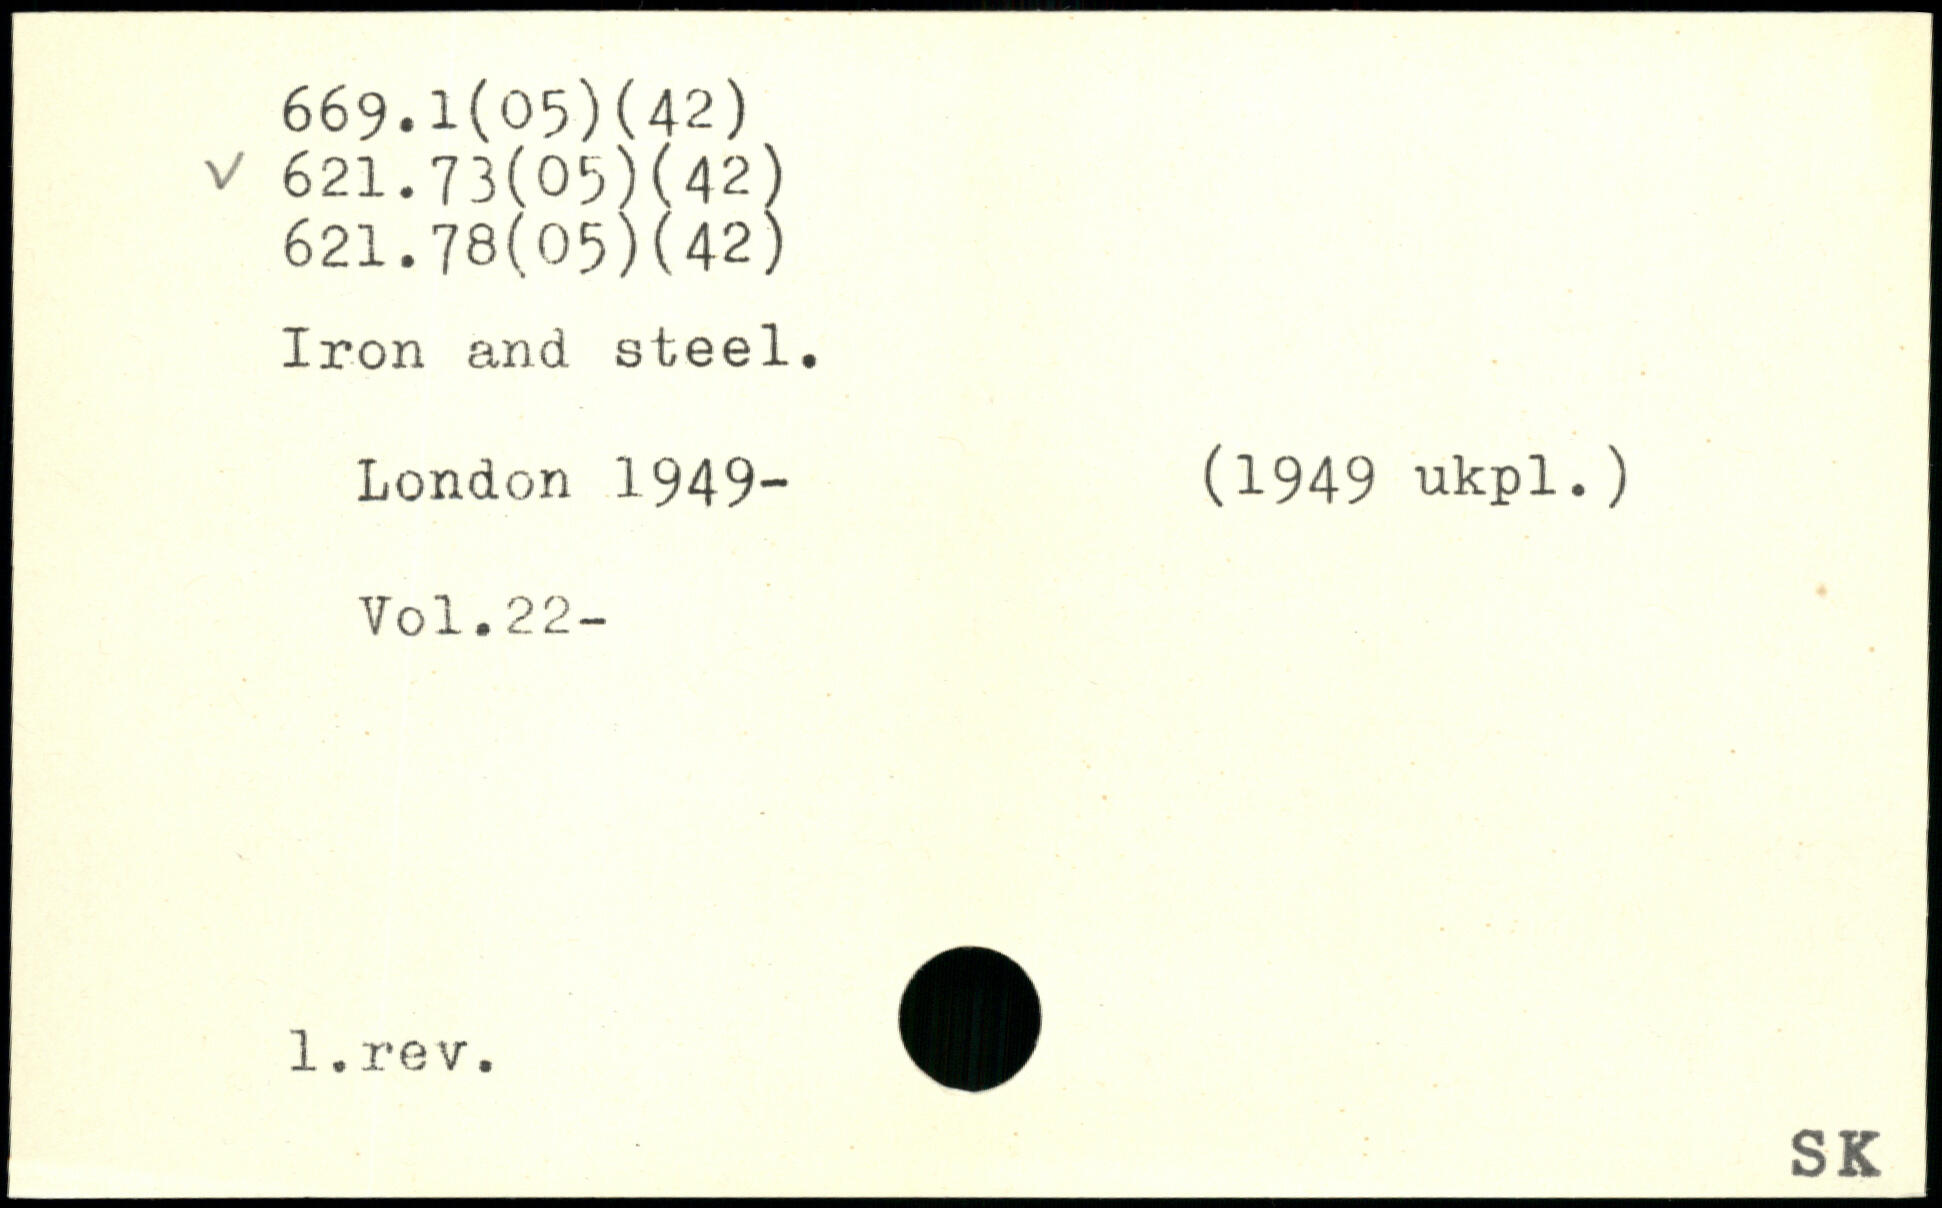 669.1(05)(42)
√ 621.73(05)(42)
621.78(05)(42)
Iron and steel.
London 1949- (1949 ukpl.)
Vol.22-
1.rev.
SK